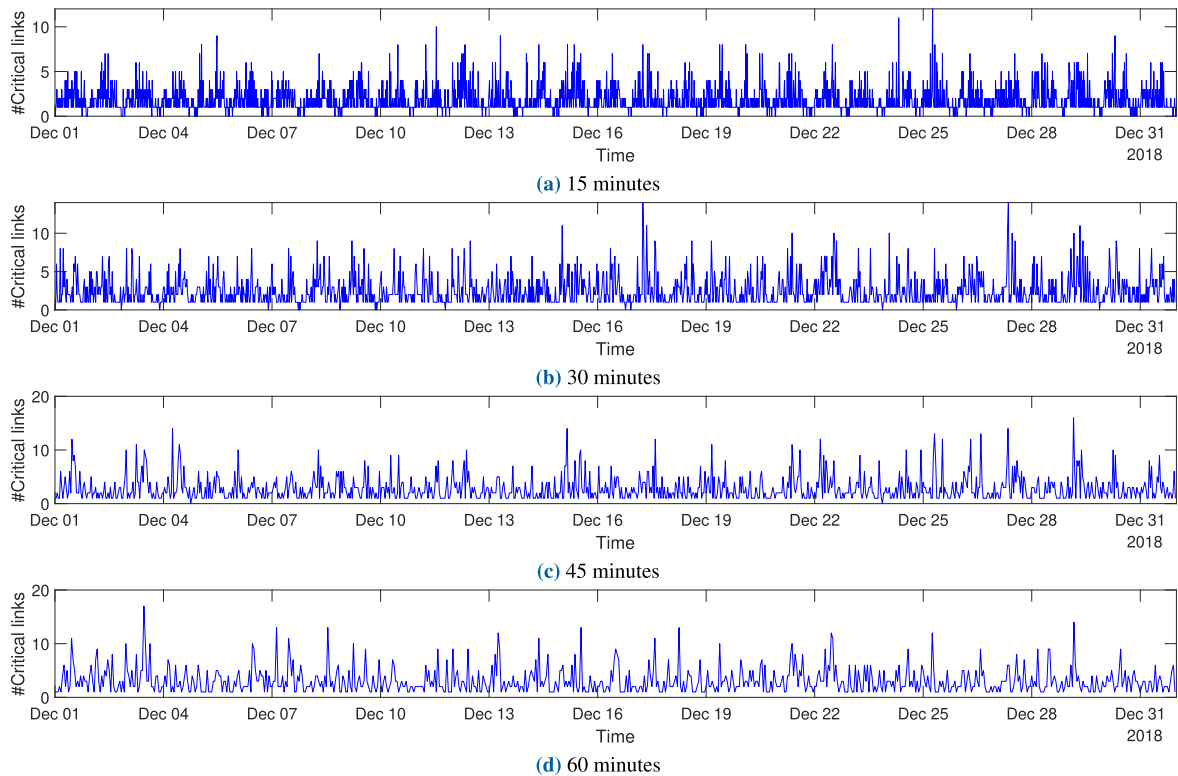 #Critical links
10
5
0
Dec 01 Dec 04 Dec 07 Dec 10 Dec 13 Dec 16 Dec 19 Dec 22 Dec 25 Dec 28 Dec 31
Time 2018
(a) 15 minutes
#Critical links
10
5
0
Dec 01 Dec 04 Dec 07 Dec 10 Dec 13 Dec 16 Dec 19 Dec 22 Dec 25 Dec 28 Dec 31
Time 2018
(b) 30 minutes
#Critical links
20
10
0
Dec 01 Dec 04 Dec 07 Dec 10 Dec 13 Dec 16 Dec 19 Dec 22 Dec 25 Dec 28 Dec 31
Time 2018
(c) 45 minutes
#Critical links
20
10
0
Dec 01 Dec 04 Dec 07 Dec 10 Dec 13 Dec 16 Dec 19 Dec 22 Dec 25 Dec 28 Dec 31
Time 2018
(d) 60 minutes